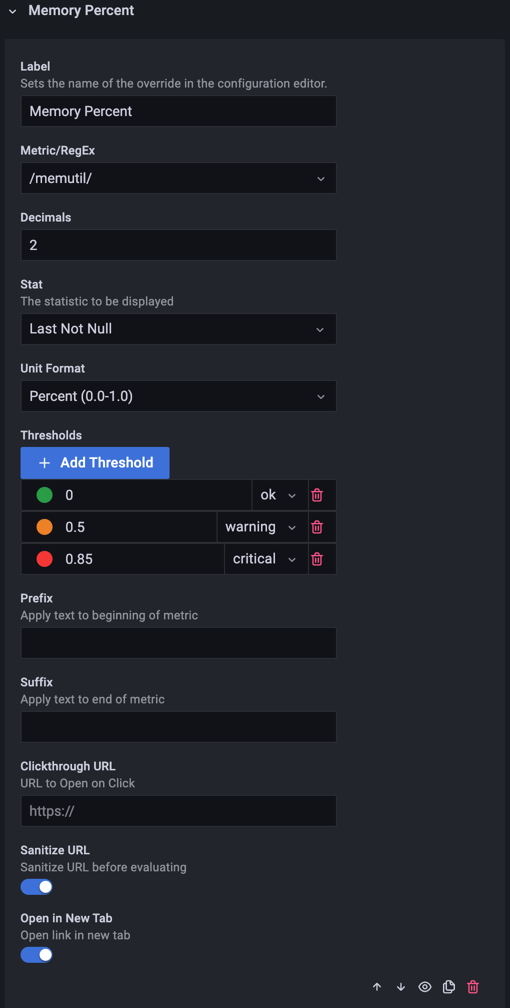 Memory Percent
Label
Sets the name of the override in the configuration editor.
Memory Percent
Metric/RegEx
/memutil/
Decimals
2
Stat
The statistic to be displayed
Last Not Null
Unit Format
Percent (0.0-1.0)
Thresholds
+ Add Threshold
0 ok
0.5 warning
0.85 critical
Prefix
Apply text to beginning of metric
Suffix
Apply text to end of metric
Clickthrough URL
URL to Open on Click
https://
Sanitize URL
Sanitize URL before evaluating
Open in New Tab
Open link in new tab